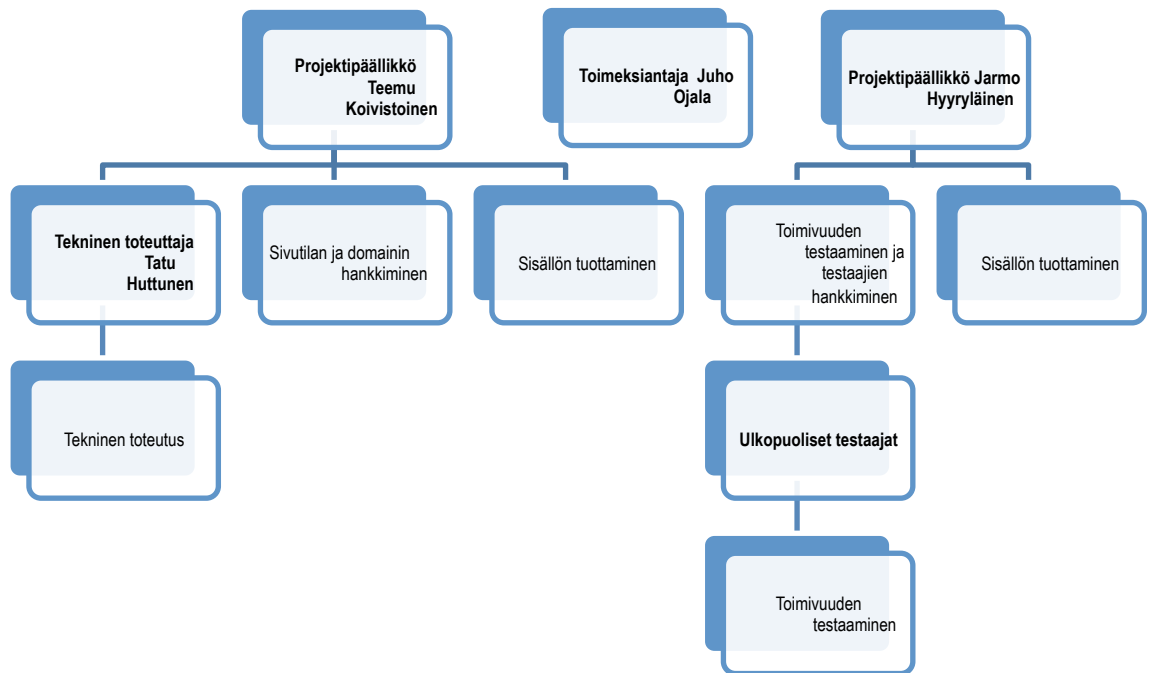 Projektipäällikkö
Teemu
Koivistoinen
Toimeksiantaja Juho
Ojala
Projektipäällikkö Jarmo
Hyyryläinen
Tekninen toteuttaja
Tatu
Huttunen
Sivutilan ja domainin
hankkiminen
Sisällön tuottaminen
Toimivuuden
testaaminen ja
testaajien
hankkiminen
Sisällön tuottaminen
Tekninen toteutus
Ulkopuoliset testaajat
Toimivuuden
testaaminen